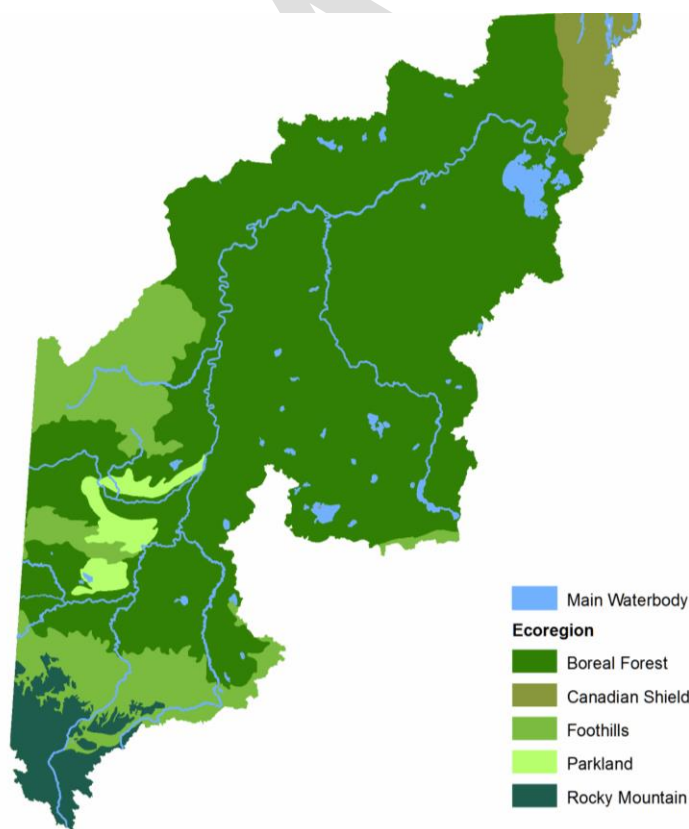 Main Waterbody
Ecoregion
Boreal Forest
Canadian Shield
Foothills
Parkland
Rocky Mountain